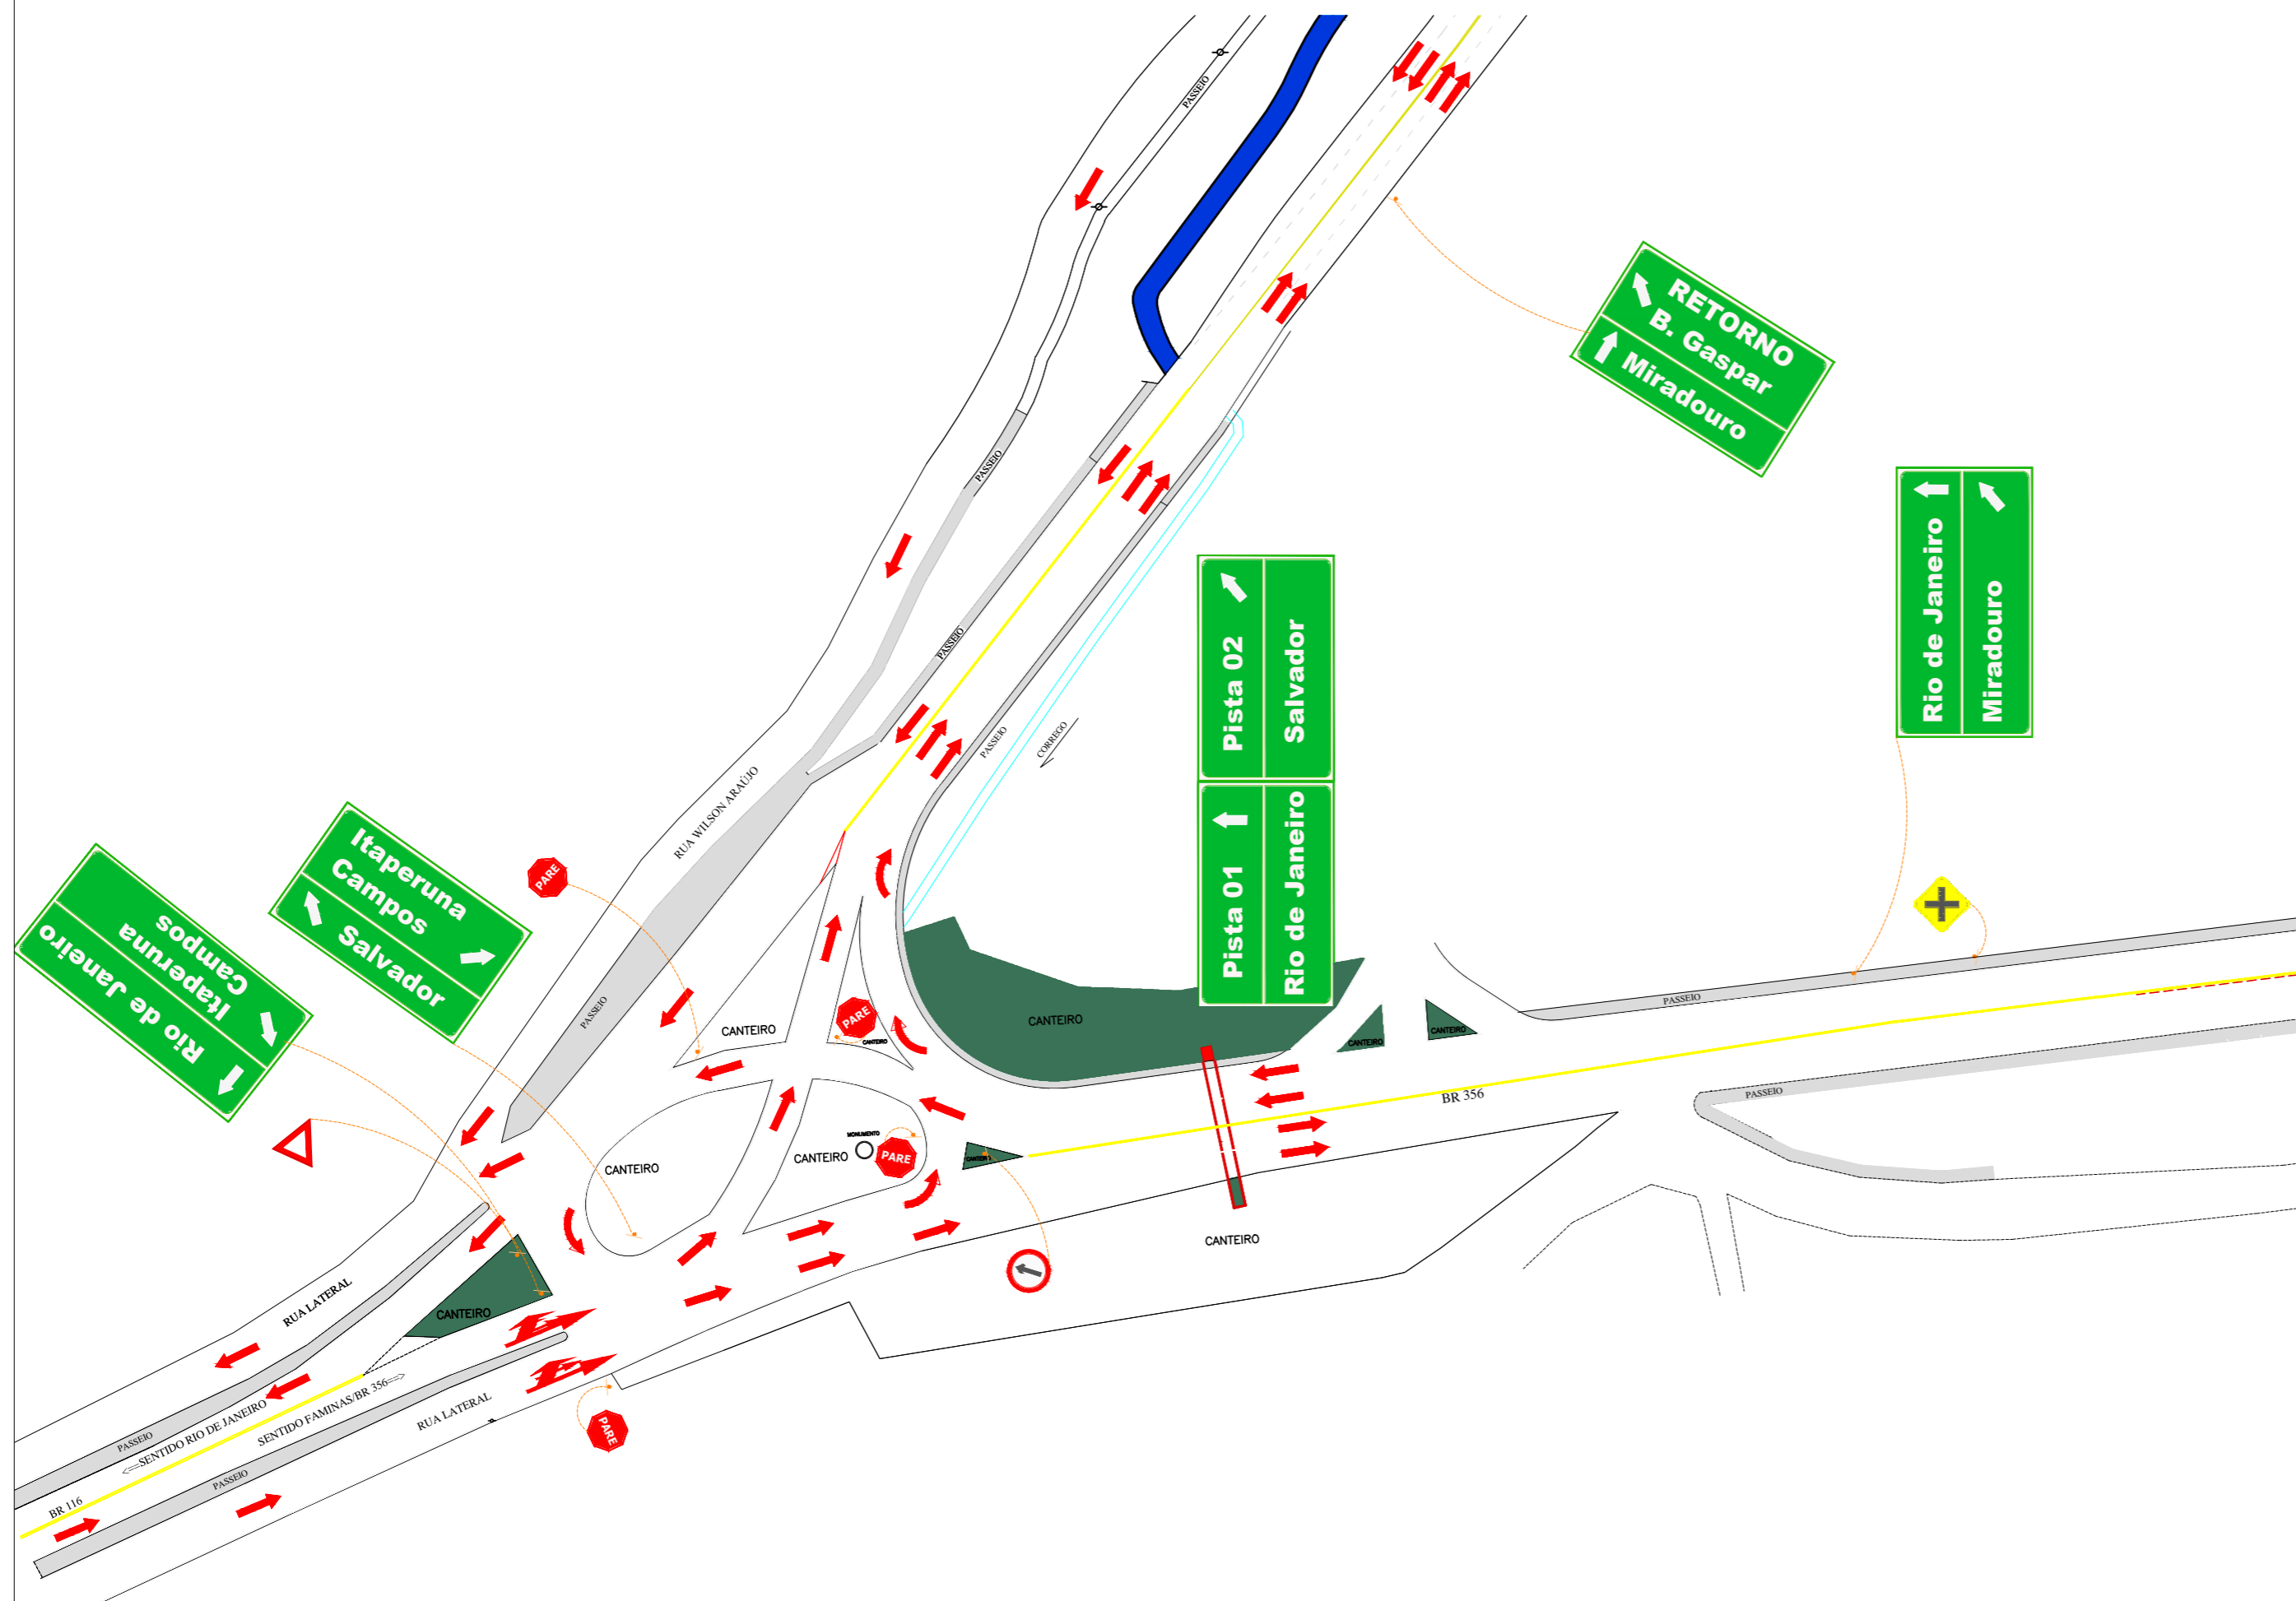 PASSEIO
RETORNO
B. Gaspar
Miradouro
PASSEIO
Rio de Janeiro
Miradouro
Pista 02
Salvador
PASSEIO
PASSEIO
CORREGO
RUA WILSON ARAÚJO
Pista 01
Rio de Janeiro
Itaperuna
Campos
Salvador
PARE
Rio de Janeiro
Itaperuna
Campos
PASSEIO
CANTEIRO
PARE
CANTEIRO
CANTEIRO
CANTEIRO
CANTEIRO
PASSEIO
PASSEIO
BR 356
MONUMENTO
CANTEIRO
PARE
CANTEIRO
CANTEIRO
RUA LATERAL
CANTEIRO
SENTIDO FAMINAS/BR 356
SENTIDO RIO DE JANEIRO
RUA LATERAL
PARE
PASSEIO
PASSEIO
BR 116